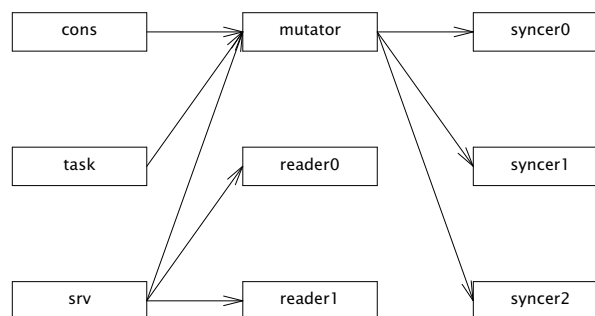 cons
mutator
syncer0
task
reader0
syncer1
srv
reader1
syncer2